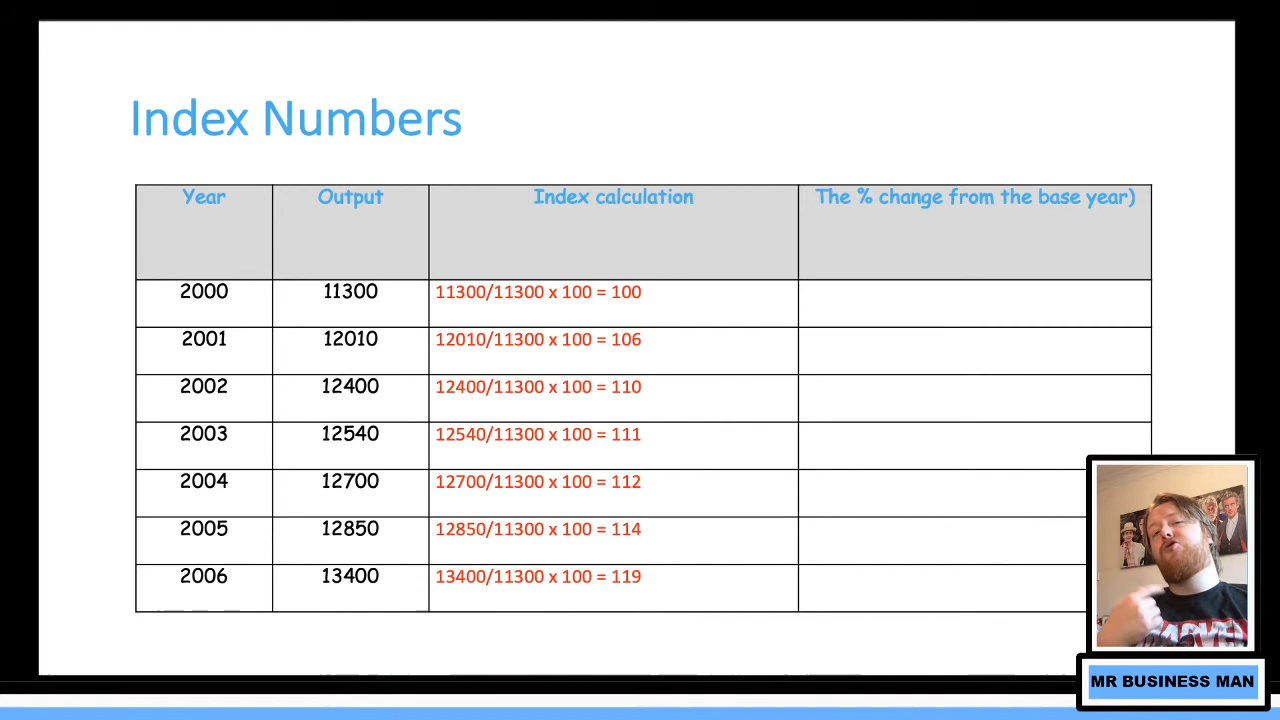 Index Numbers
Year Output Index calculation The % change from the base year)
2000 11300 11300/11300 x 100 = 100
2001 12010 12010/11300 x 100 = 106
2002 12400 12400/11300 x 100 = 110
2003 12540 12540/11300 x 100 = 111
2004 12700 12700/11300 x 100 = 112
2005 12850 12850/11300 x 100 = 114
2006 13400 13400/11300 x 100 = 119
MARVEL
MR BUSINESS MAN